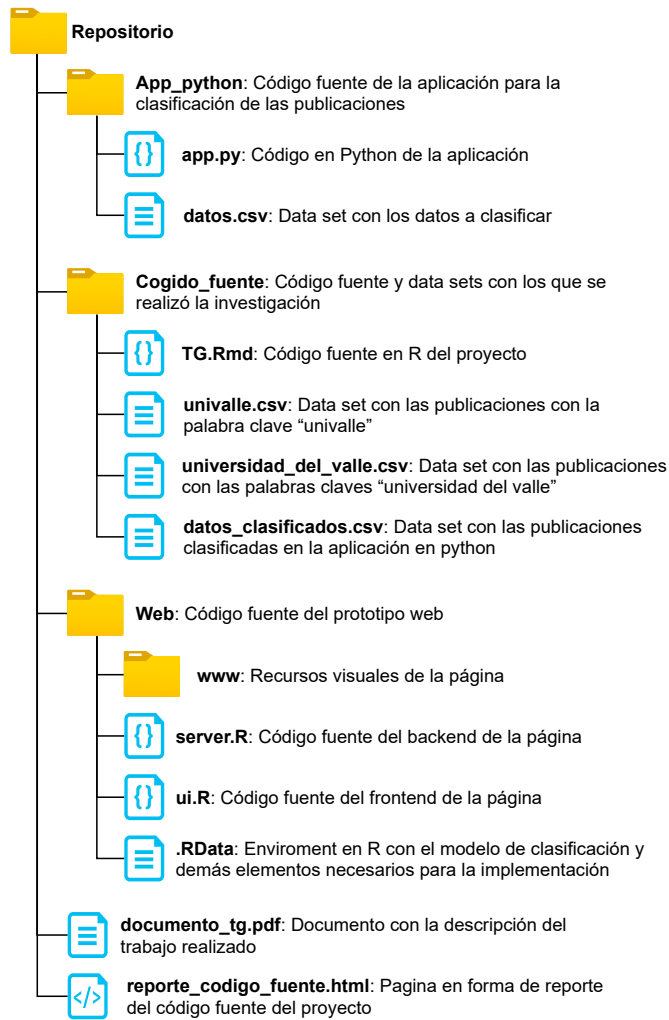 Repositorio
App_python: Código fuente de la aplicación para la
clasificación de las publicaciones
{} app.py: Código en Python de la aplicación
datos.csv: Data set con los datos a clasificar
Cogido_fuente: Código fuente y data sets con los que se
realizó la investigación
{} TG.Rmd: Código fuente en R del proyecto
univalle.csv: Data set con las publicaciones con la
palabra clave “univalle”
universidad_del_valle.csv: Data set con las publicaciones
con las palabras claves “universidad del valle”
datos_clasificados.csv: Data set con las publicaciones
clasificadas en la aplicación en python
Web: Código fuente del prototipo web
www: Recursos visuales de la página
{} server.R: Código fuente del backend de la página
{} ui.R: Código fuente del frontend de la página
.RData: Enviroment en R con el modelo de clasificación y
demás elementos necesarios para la implementación
documento_tg.pdf: Documento con la descripción del
trabajo realizado
</> reporte_codigo_fuente.html: Pagina en forma de reporte
del código fuente del proyecto